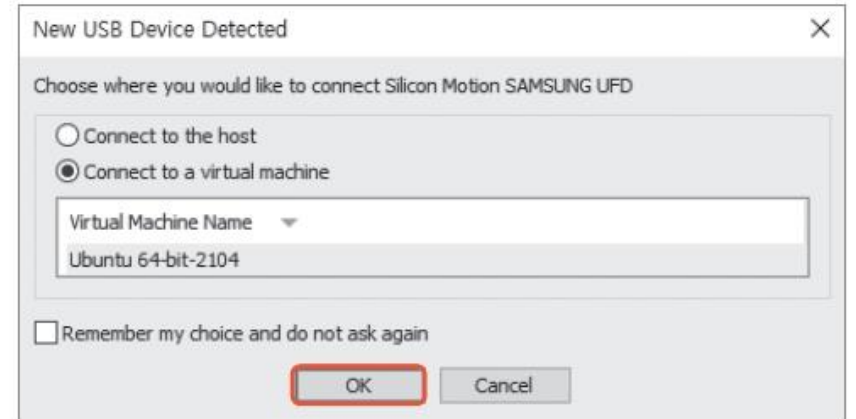 New USB Device Detected
Choose where you would like to connect Silicon Motion SAMSUNG UFD
Connect to the host
Connect to a virtual machine
Virtual Machine Name
Ubuntu 64-bit-2104
Remember my choice and do not ask again
OK Cancel